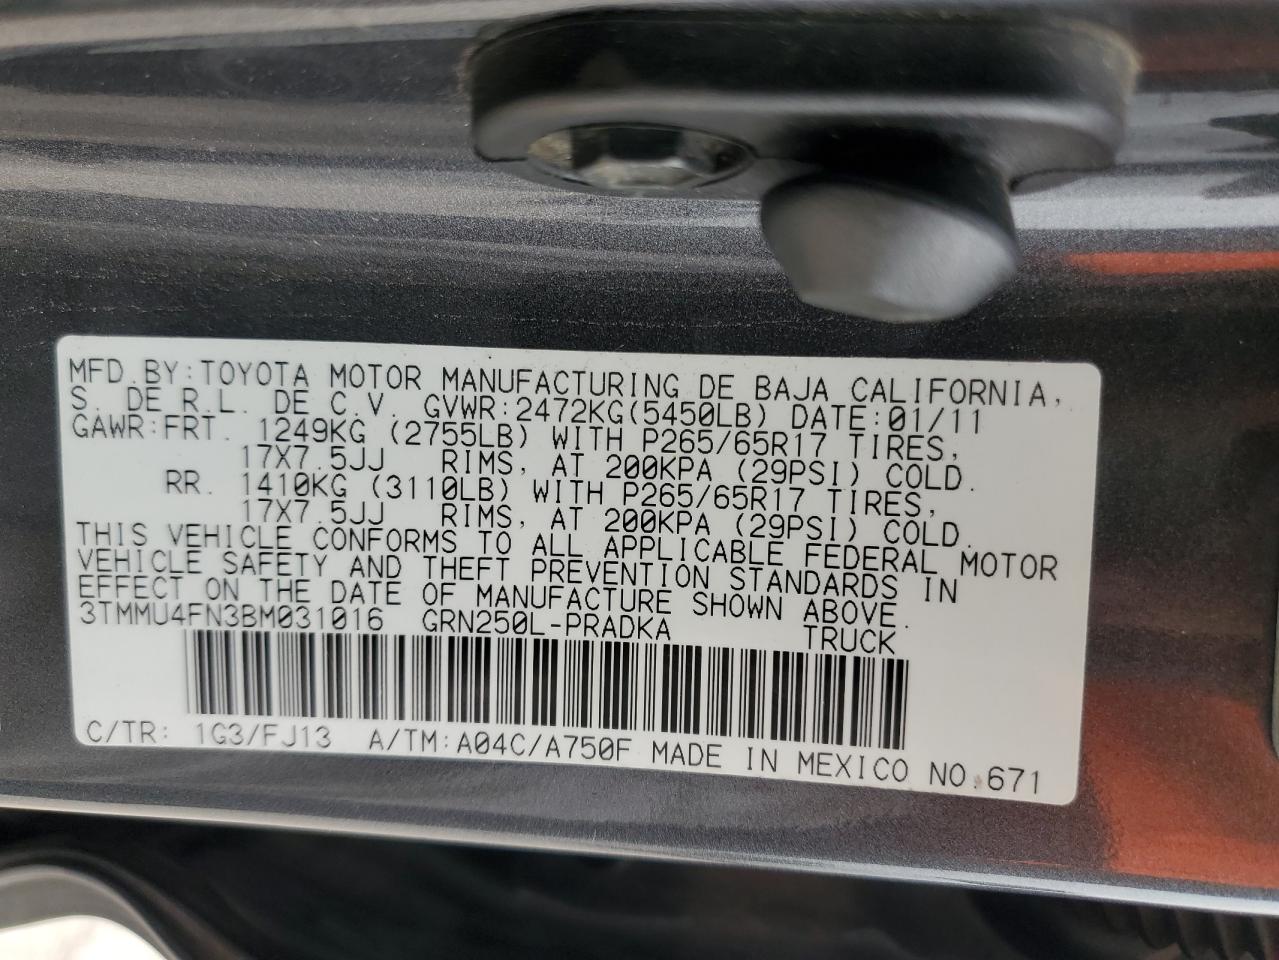 MFD.BY:TOYOTA MOTOR MANUFACTURING DE BAJA CALIFORNIA,
S. DE R.L. DE C.V. GVWR:2472KG(5450LB) DATE:01/11
GAWR:FRT. 1249KG (2755LB) WITH P265/65R17 TIRES,
17X7.5JJ RIMS, AT 200KPA (29PSI) COLD.
RR. 1410KG (3110LB) WITH P265/65R17 TIRES,
17X7.5JJ RIMS, AT 200KPA (29PSI) COLD.
THIS VEHICLE CONFORMS TO ALL APPLICABLE FEDERAL MOTOR
VEHICLE SAFETY AND THEFT PREVENTION STANDARDS IN
EFFECT ON THE DATE OF MANUFACTURE SHOWN ABOVE.
3TMMU4FN3BM031016 GRN250L-PRADKA TRUCK
C/TR: 1G3/FJ13 A/TM:A04C/A750F MADE IN MEXICO NO.671